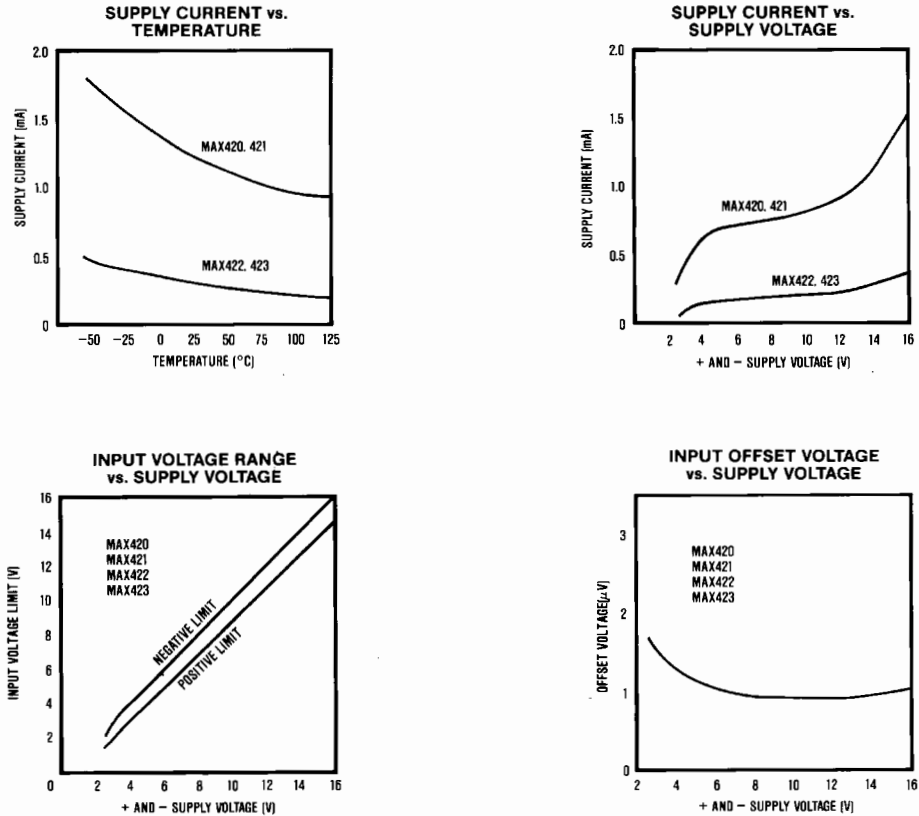 SUPPLY CURRENT vs.
TEMPERATURE
2.0
1.5
1.0
0.5
0
SUPPLY CURRENT (mA)
MAX420. 421
MAX422. 423
-50 -25 0 25 50 75 100 125
TEMPERATURE (°C)
SUPPLY CURRENT vs.
SUPPLY VOLTAGE
2.0
1.5
1.0
0.5
0
SUPPLY CURRENT (mA)
MAX420. 421
MAX422. 423
2 4 6 8 10 12 14 16
+ AND − SUPPLY VOLTAGE (V)
INPUT VOLTAGE RANGE
vs. SUPPLY VOLTAGE
16
14
12
10
8
6
4
2
INPUT VOLTAGE LIMIT (V)
MAX420
MAX421
MAX422
MAX423
NEGATIVE LIMIT
POSITIVE LIMIT
0 2 4 6 8 10 12 14 16
+ AND − SUPPLY VOLTAGE (V)
INPUT OFFSET VOLTAGE
vs. SUPPLY VOLTAGE
3
2
1
0
OFFSET VOLTAGE(µV)
MAX420
MAX421
MAX422
MAX423
2 4 6 8 10 12 14 16
+ AND − SUPPLY VOLTAGE (V)